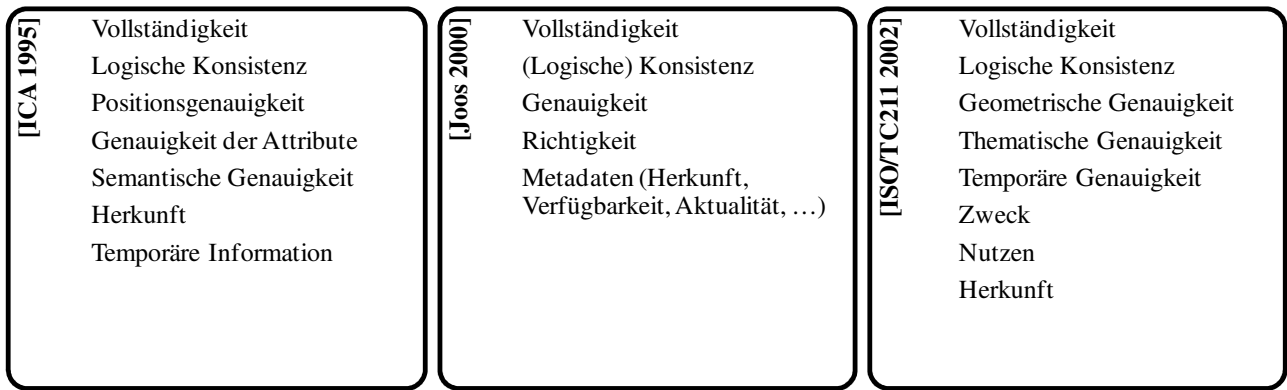 [ICA 1995]
Vollständigkeit
Logische Konsistenz
Positionsgenauigkeit
Genauigkeit der Attribute
Semantische Genauigkeit
Herkunft
Temporäre Information
[Joos 2000]
Vollständigkeit
(Logische) Konsistenz
Genauigkeit
Richtigkeit
Metadaten (Herkunft,
Verfügbarkeit, Aktualität, …)
[ISO/TC211 2002]
Vollständigkeit
Logische Konsistenz
Geometrische Genauigkeit
Thematische Genauigkeit
Temporäre Genauigkeit
Zweck
Nutzen
Herkunft